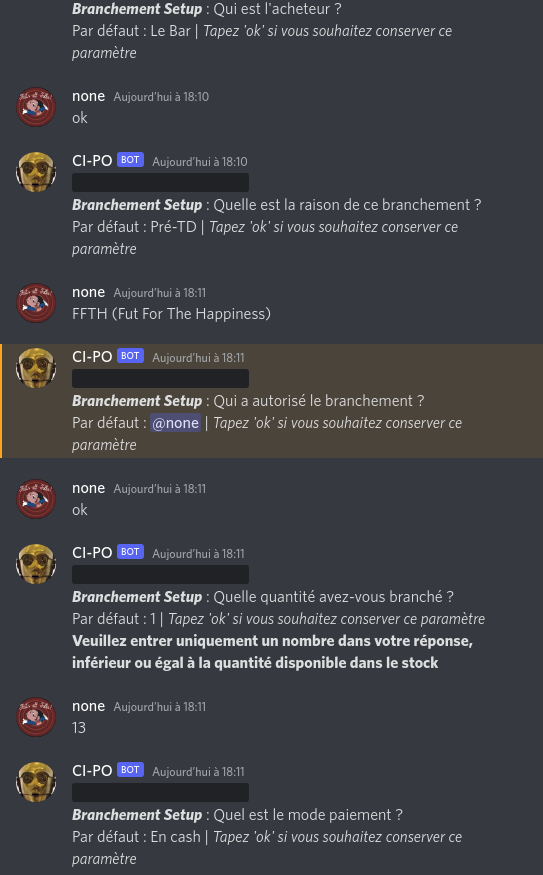 Branchement Setup : Qui est l'acheteur ?
Par défaut : Le Bar | Tapez 'ok' si vous souhaitez conserver ce
paramètre
none Aujourd'hui à 18:10
ok
CI-PO BOT Aujourd'hui à 18:10
Branchement Setup : Quelle est la raison de ce branchement ?
Par défaut : Pré-TD | Tapez 'ok' si vous souhaitez conserver ce
paramètre
none Aujourd'hui à 18:11
FFTH (Fut For The Happiness)
CI-PO BOT Aujourd'hui à 18:11
Branchement Setup : Qui a autorisé le branchement ?
Par défaut : @none | Tapez 'ok' si vous souhaitez conserver ce
paramètre
none Aujourd'hui à 18:11
ok
CI-PO BOT Aujourd'hui à 18:11
Branchement Setup : Quelle quantité avez-vous branché ?
Par défaut : 1 | Tapez 'ok' si vous souhaitez conserver ce paramètre
Veuillez entrer uniquement un nombre dans votre réponse,
inférieur ou égal à la quantité disponible dans le stock
none Aujourd'hui à 18:11
13
CI-PO BOT Aujourd'hui à 18:11
Branchement Setup : Quel est le mode paiement ?
Par défaut : En cash | Tapez 'ok' si vous souhaitez conserver ce
paramètre